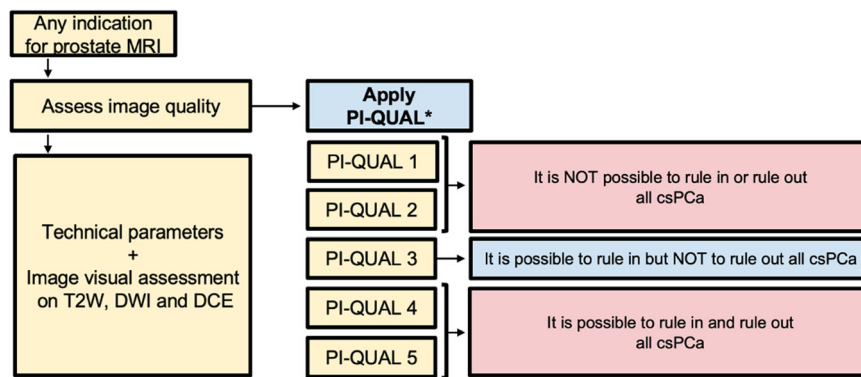 Any indication
for prostate MRI
Assess image quality
Apply
PI-QUAL*
Technical parameters
+
Image visual assessment
on T2W, DWI and DCE
PI-QUAL 1
PI-QUAL 2
It is NOT possible to rule in or rule out
all csPCa
PI-QUAL 3
It is possible to rule in but NOT to rule out all csPCa
PI-QUAL 4
PI-QUAL 5
It is possible to rule in and rule out
all csPCa